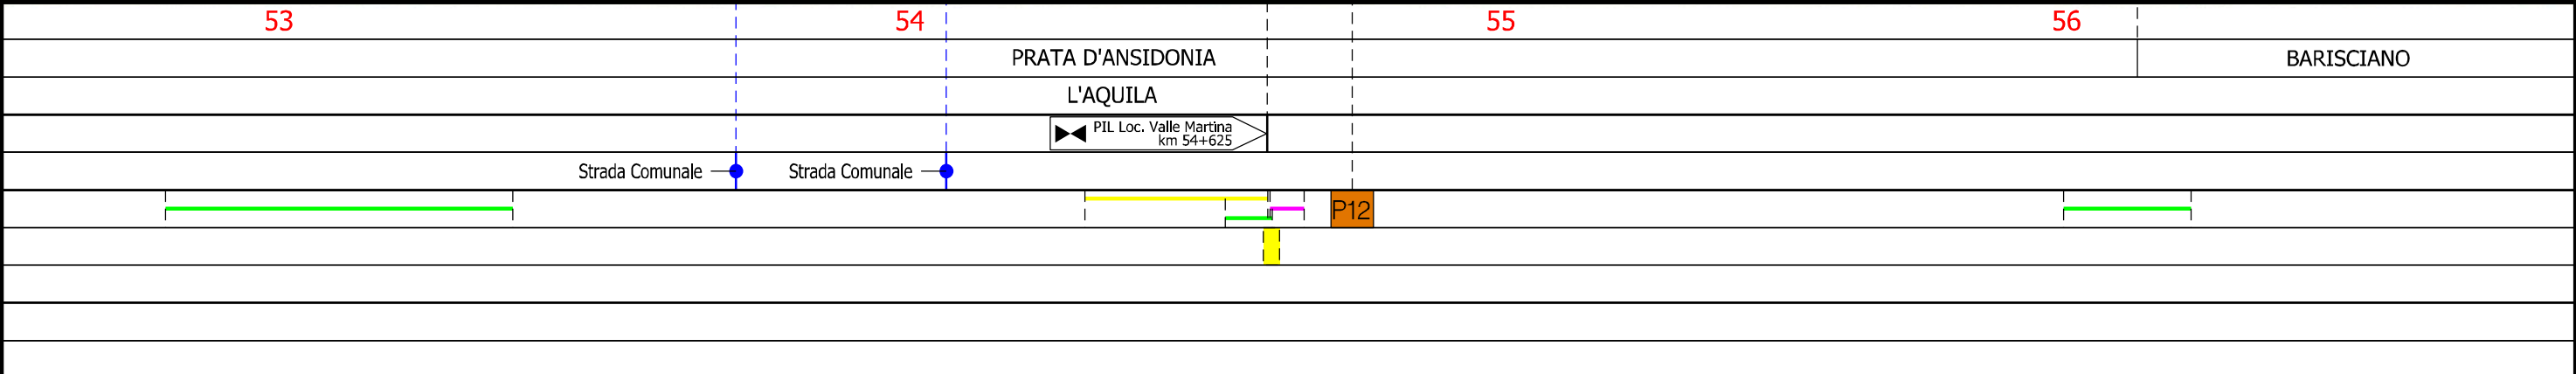 53 54 55 56
PRATA D'ANSIDONIA BARISCIANO
L'AQUILA
PIL Loc. Valle Martina
km 54+625
Strada Comunale Strada Comunale
P12